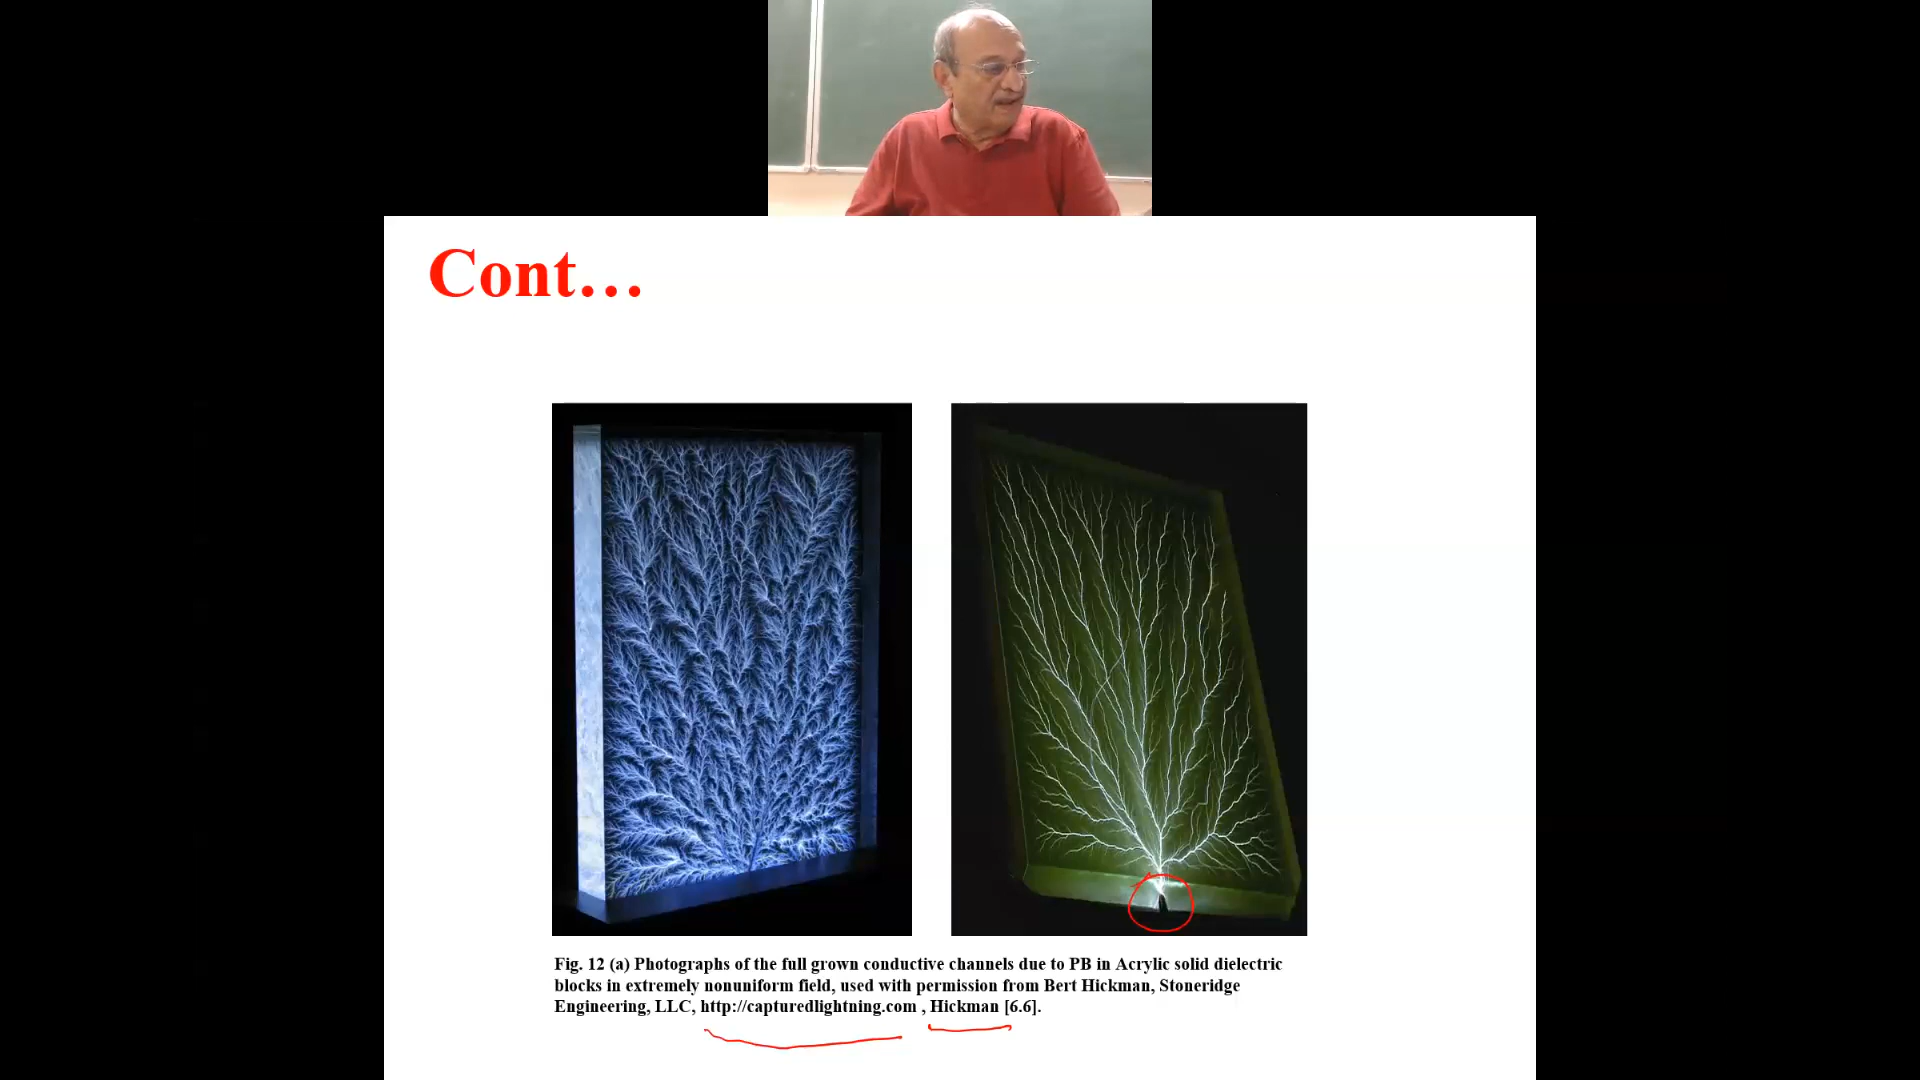 Cont…
Fig. 12 (a) Photographs of the full grown conductive channels due to PB in Acrylic solid dielectric
blocks in extremely nonuniform field, used with permission from Bert Hickman, Stoneridge
Engineering, LLC, http://capturedlightning.com , Hickman [6.6].